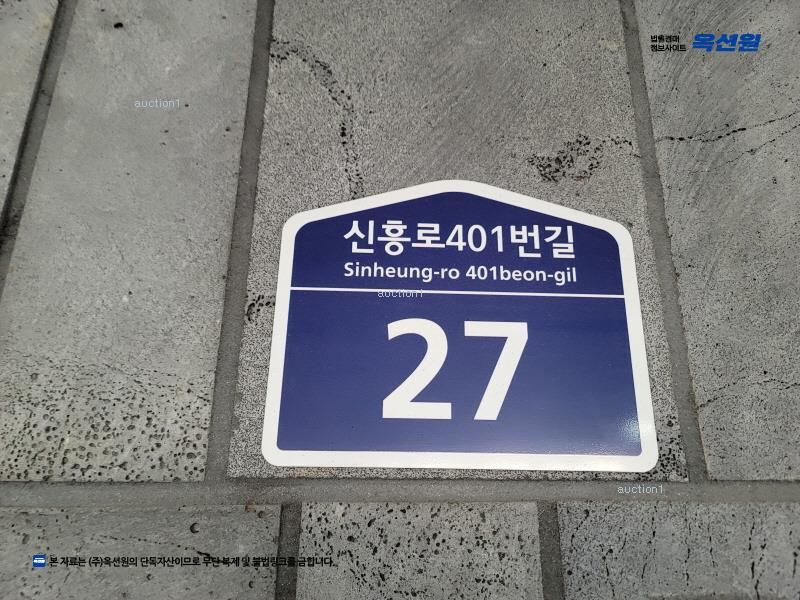 법원경매
정보사이트 옥션원
auction1
신흥로401번길
Sinheung-ro 401beon-gil
auction1
27
auction1
본 자료는 (주)옥션원의 단독자산이므로 무단 복제 및 불법링크를 금합니다.